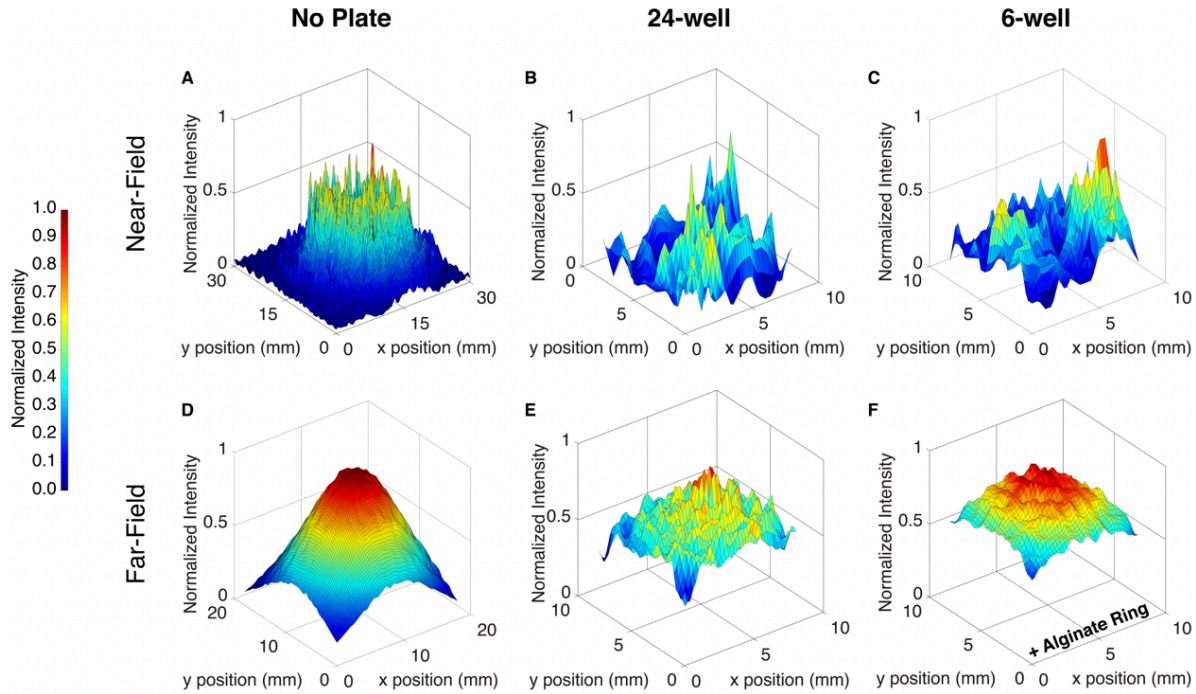 No Plate
24-well
6-well
Near-Field
Far-Field
Normalized Intensity
1.0
0.9
0.8
0.7
0.6
0.5
0.4
0.3
0.2
0.1
0.0
A
Normalized Intensity
1
0.5
0
30
15
0
0
15
30
y position (mm)
x position (mm)
B
Normalized Intensity
1
0.5
0
0
5
0
0
5
10
y position (mm)
x position (mm)
C
Normalized Intensity
1
0.5
0
10
5
0
0
5
10
y position (mm)
x position (mm)
D
Normalized Intensity
1
0.5
0
20
10
0
0
10
20
y position (mm)
x position (mm)
E
Normalized Intensity
1
0.5
0
10
5
0
0
5
10
y position (mm)
x position (mm)
F
Normalized Intensity
1
0.5
0
10
5
0
0
5
10
+ Alginate Ring
y position (mm)
x position (mm)